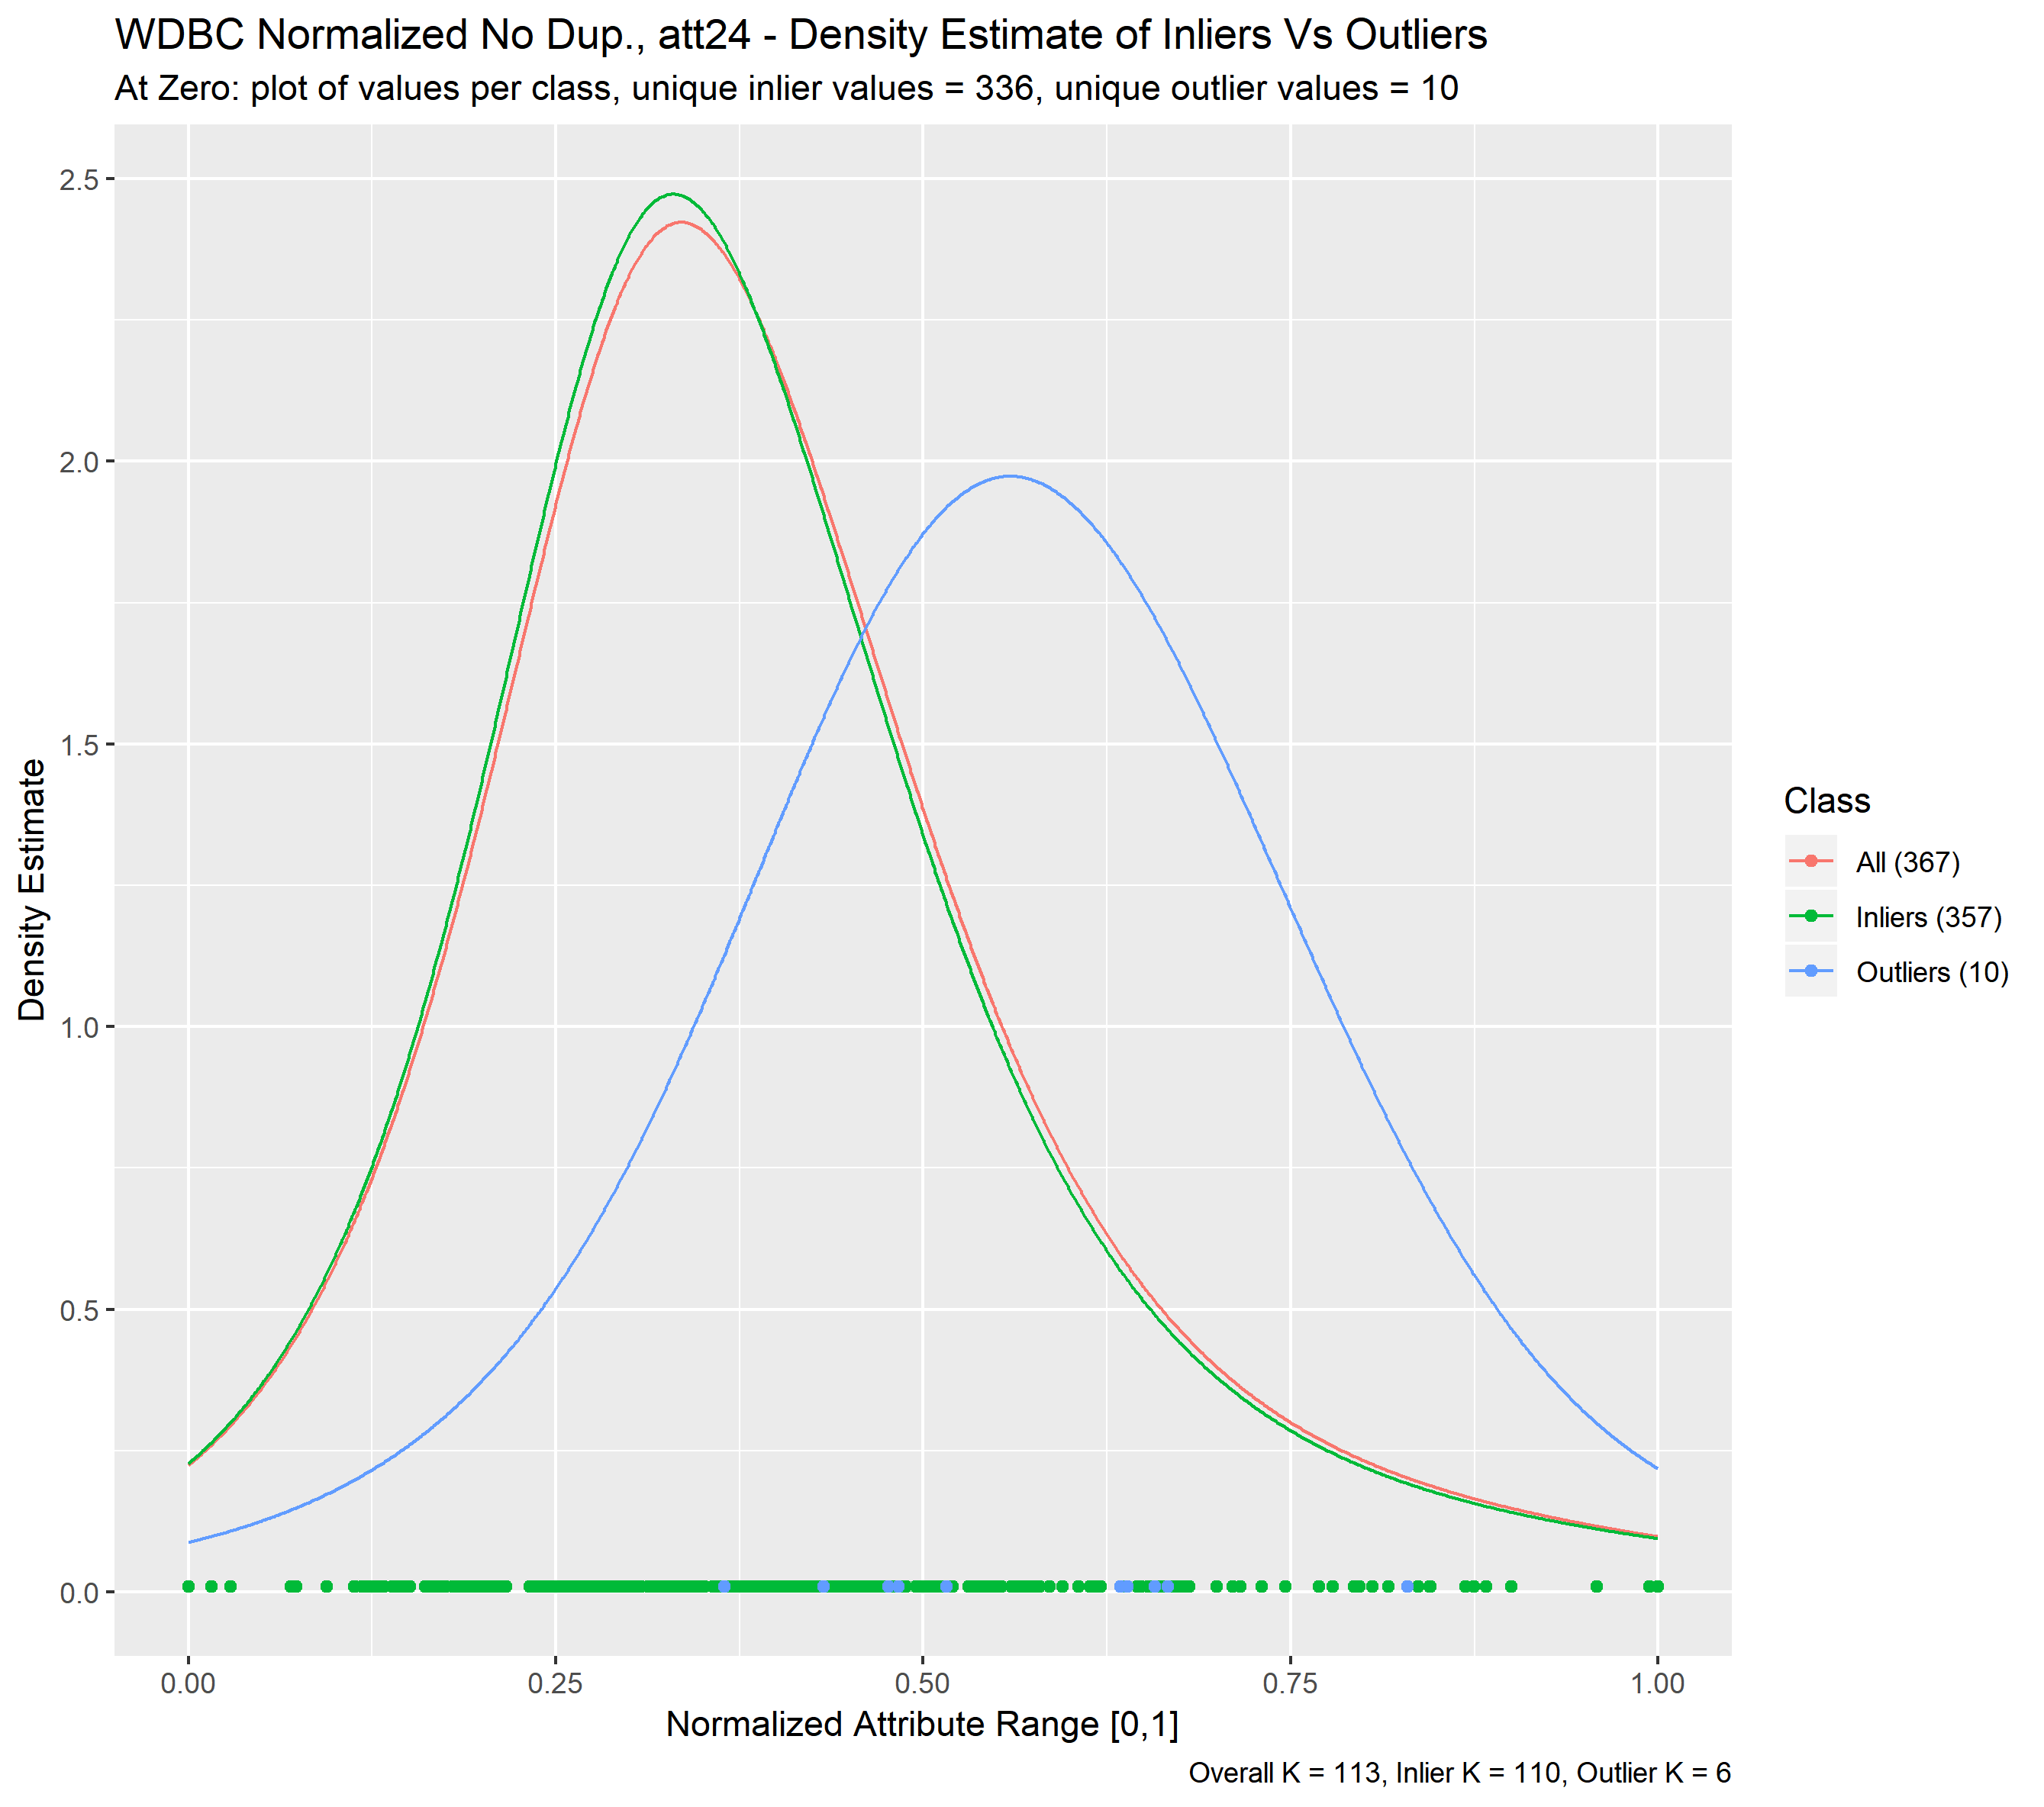 WDBC Normalized No Dup., att24 - Density Estimate of Inliers Vs Outliers
At Zero: plot of values per class, unique inlier values = 336, unique outlier values = 10
2.5
2.0
1.5
1.0
0.5
0.0
Density Estimate
0.00 0.25 0.50 0.75 1.00
Normalized Attribute Range [0,1]
Overall K = 113, Inlier K = 110, Outlier K = 6
Class
All (367)
Inliers (357)
Outliers (10)